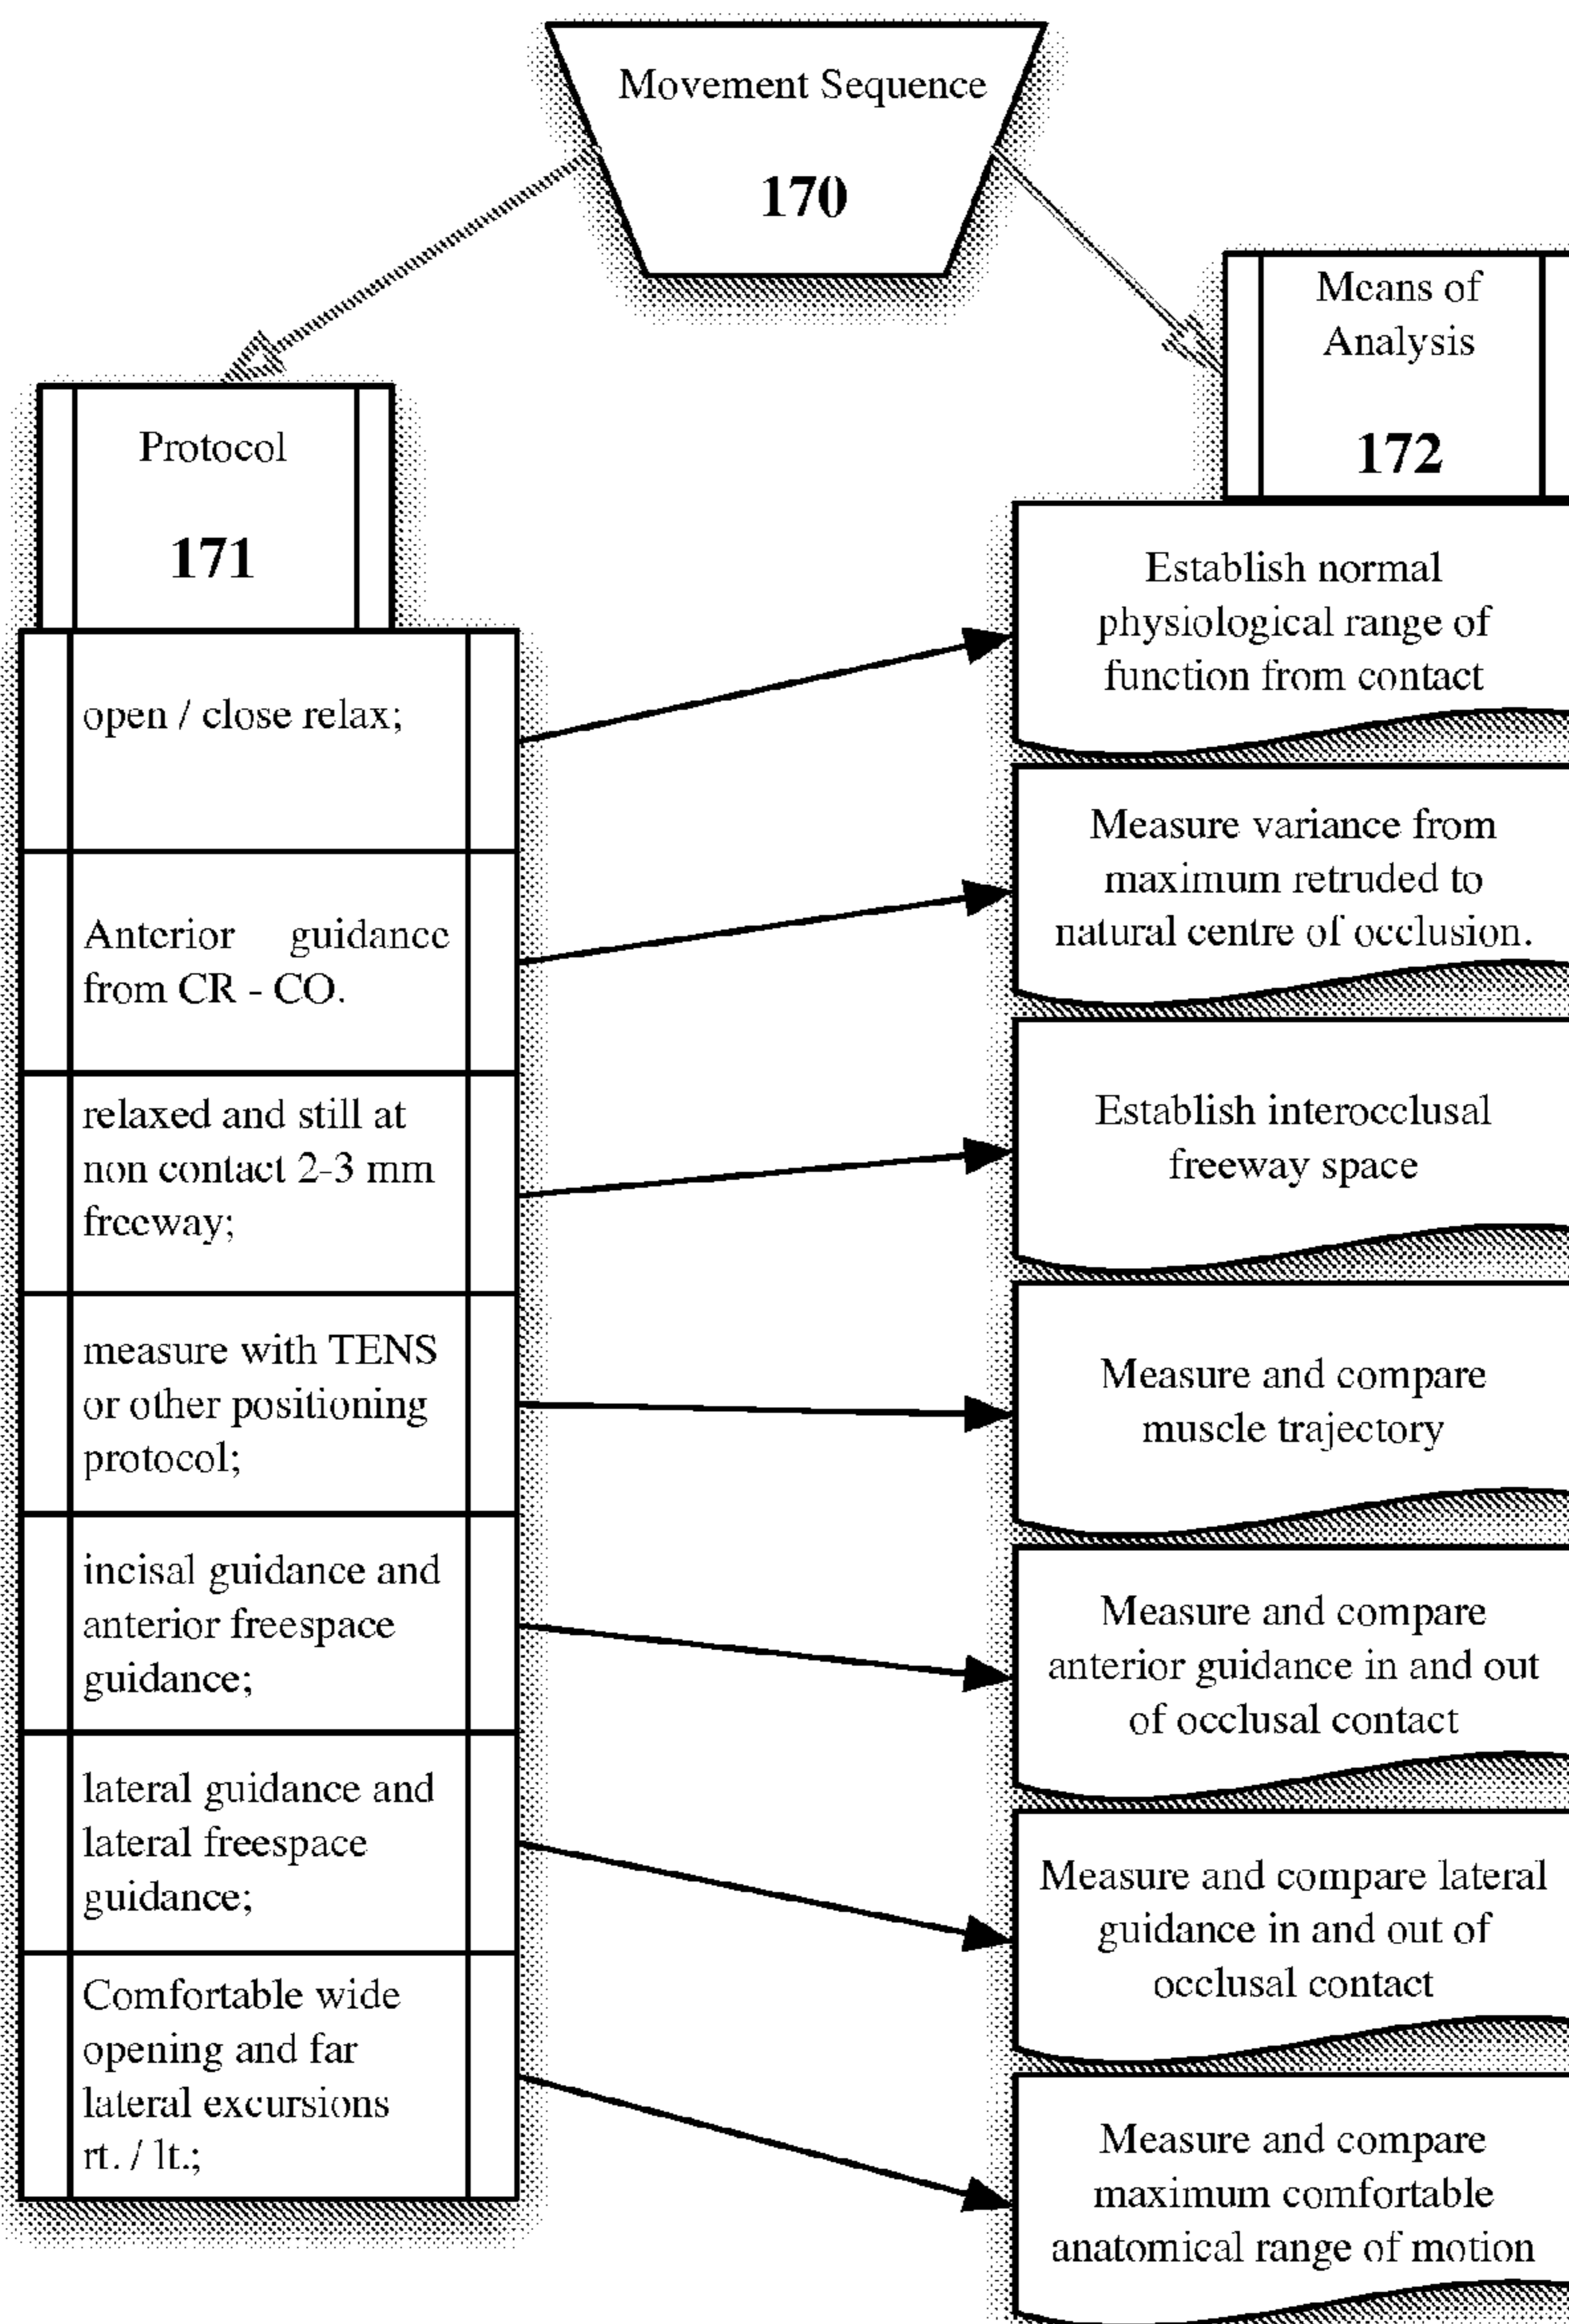 Movement Sequence
170
Means of
Analysis
172
Protocol
171
open / close relax;
Anterior guidance
from CR - CO.
relaxed and still at
non contact 2-3 mm
freeway;
measure with TENS
or other positioning
protocol;
incisal guidance and
anterior freespace
guidance;
lateral guidance and
lateral freespace
guidance;
Comfortable wide
opening and far
lateral excursions
rt. / lt.;
Establish normal
physiological range of
function from contact
Measure variance from
maximum retruded to
natural centre of occlusion.
Establish interocclusal
freeway space
Measure and compare
muscle trajectory
Measure and compare
anterior guidance in and out
of occlusal contact
Measure and compare lateral
guidance in and out of
occlusal contact
Measure and compare
maximum comfortable
anatomical range of motion